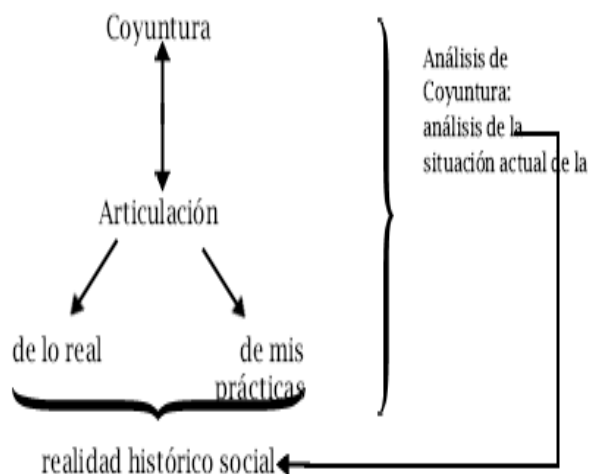 Coyuntura
Análisis de
Coyuntura:
análisis de la
situación actual de la
Articulación
de lo real
de mis
prácticas
realidad histórico social